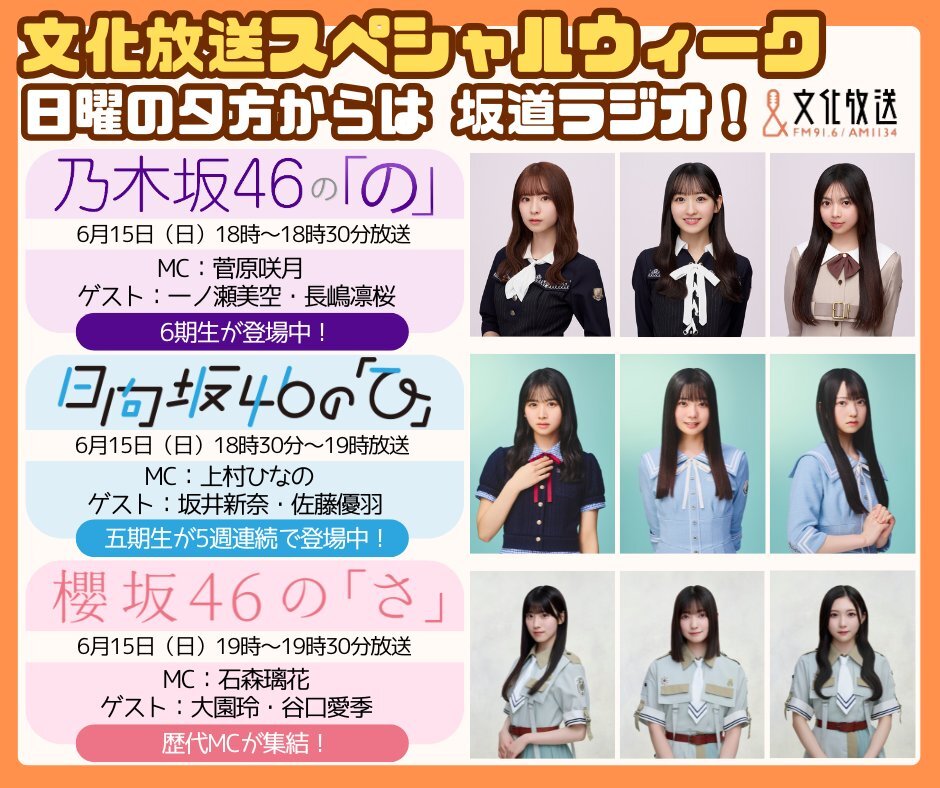 文化放送スペシャルウィーク
日曜の夕方からは 坂道ラジオ！
文化放送
FM91.6/AM1134
乃木坂46の「の」
6月15日（日）18時～18時30分放送
MC：菅原咲月
ゲスト：一ノ瀬美空・長嶋凛桜
6期生が登場中！
日向坂46の「ひ」
6月15日（日）18時30分～19時放送
MC：上村ひなの
ゲスト：坂井新奈・佐藤優羽
五期生が5週連続で登場中！
櫻坂46の「さ」
6月15日（日）19時～19時30分放送
MC：石森璃花
ゲスト：大園玲・谷口愛季
歴代MCが集結！